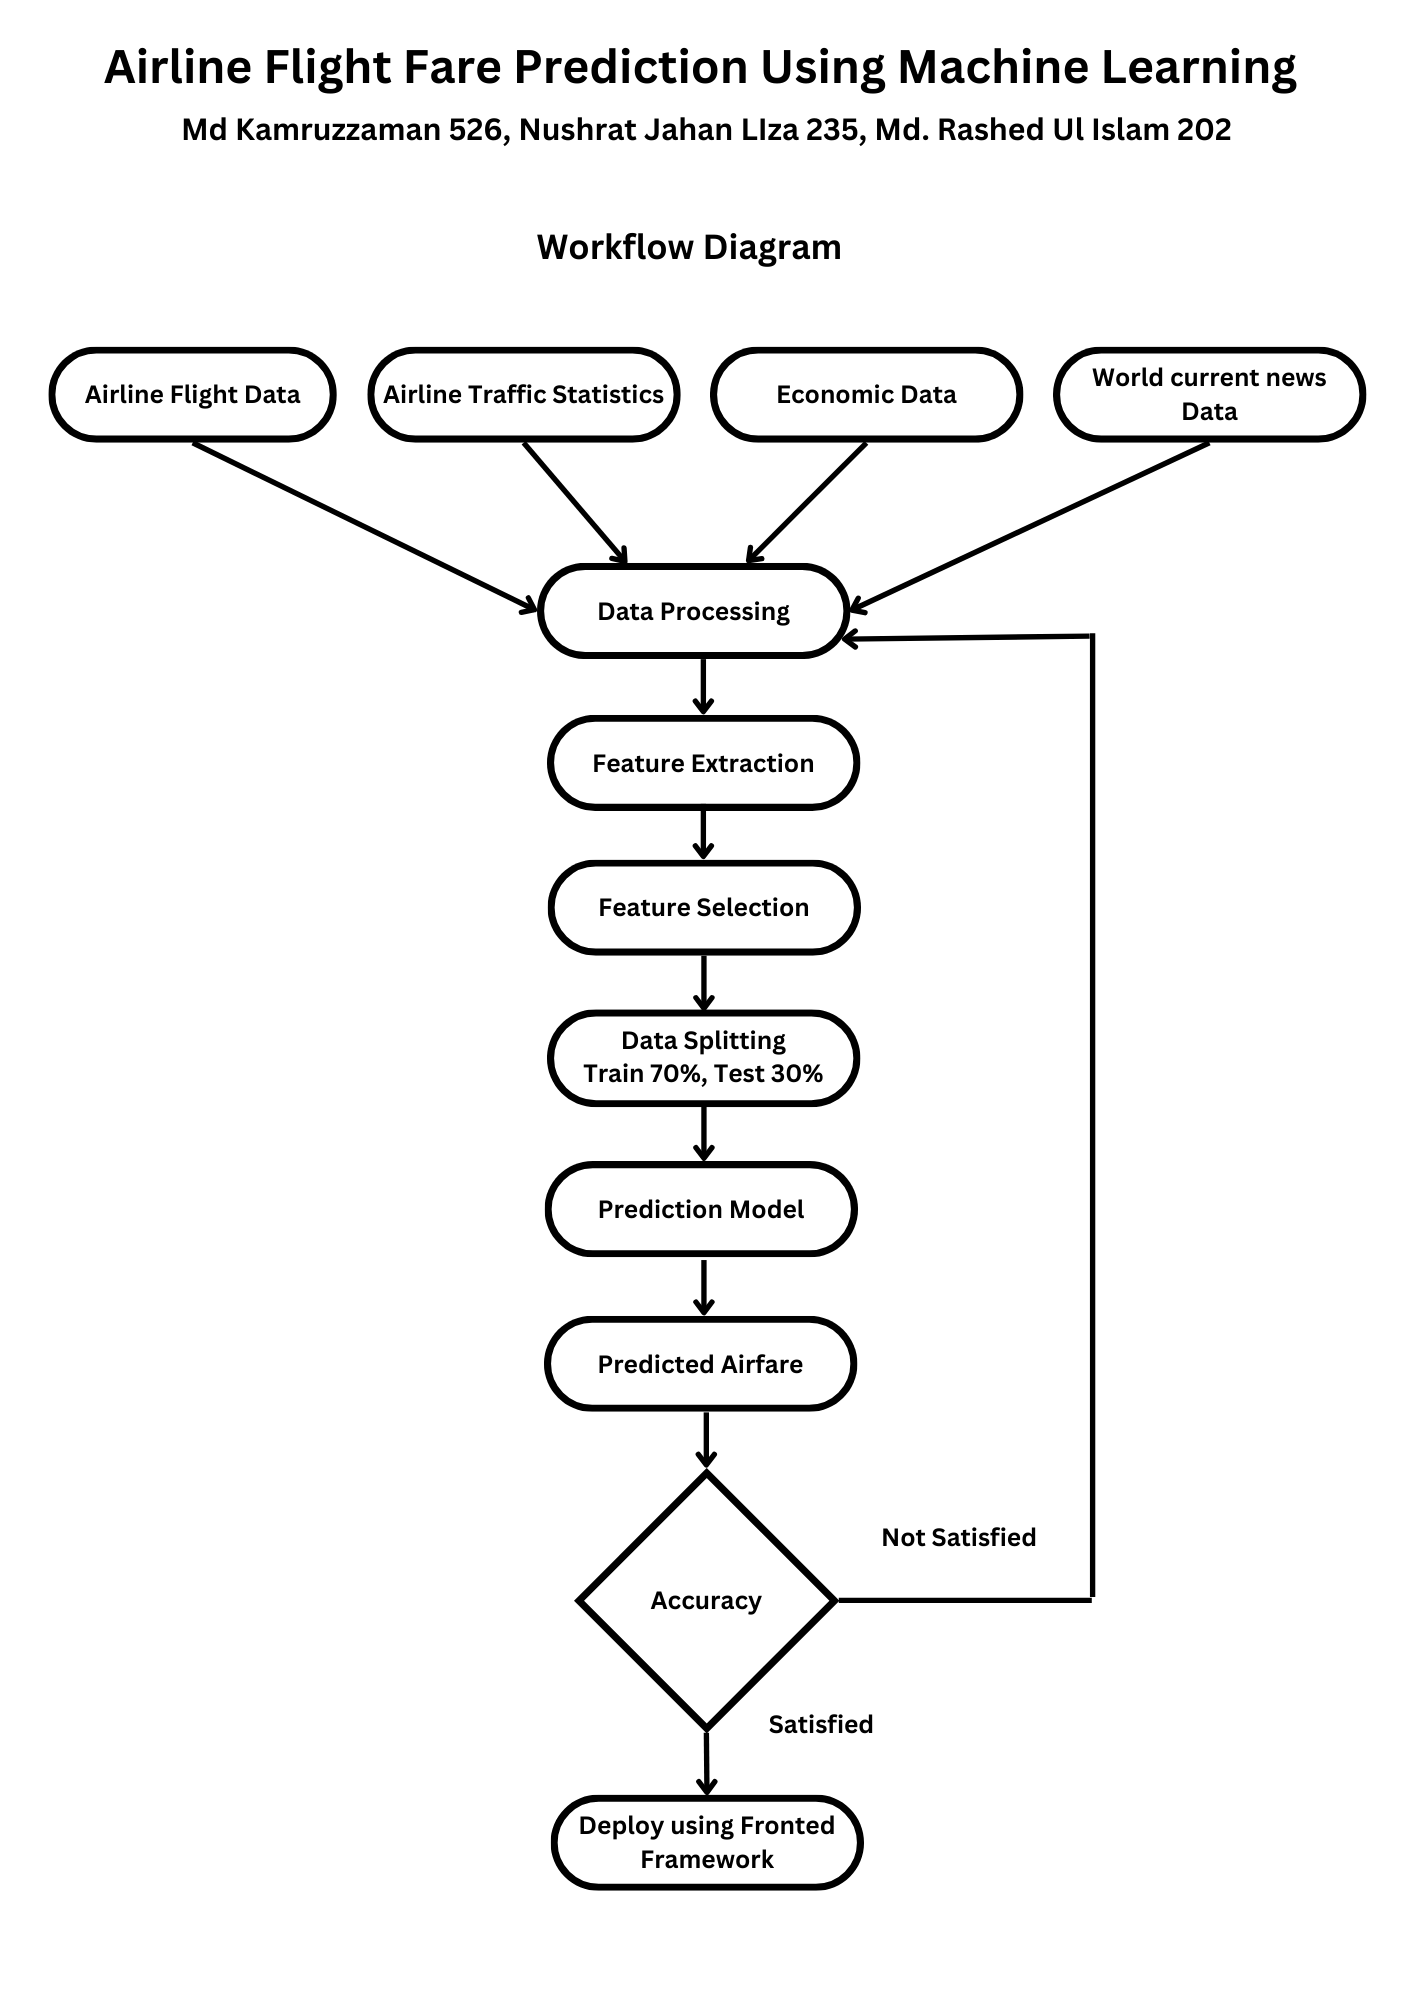 Airline Flight Fare Prediction Using Machine Learning
Md Kamruzzaman 526, Nushrat Jahan LIza 235, Md. Rashed Ul Islam 202
Workflow Diagram
Airline Flight Data
Airline Traffic Statistics
Economic Data
World current news
Data
Data Processing
Feature Extraction
Feature Selection
Data Splitting
Train 70%, Test 30%
Prediction Model
Predicted Airfare
Not Satisfied
Accuracy
Satisfied
Deploy using Fronted
Framework